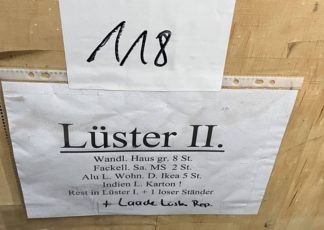 118
Lüster II.
Wandl. Haus gr. 8 St.
Fackell. Sa. MS 2 St.
Alu L. Wohn. D. Ikea 5 St.
Indien L. Karton !
Rest in Lüster I. + 1 loser Ständer
+ Laade Lüster Rep.